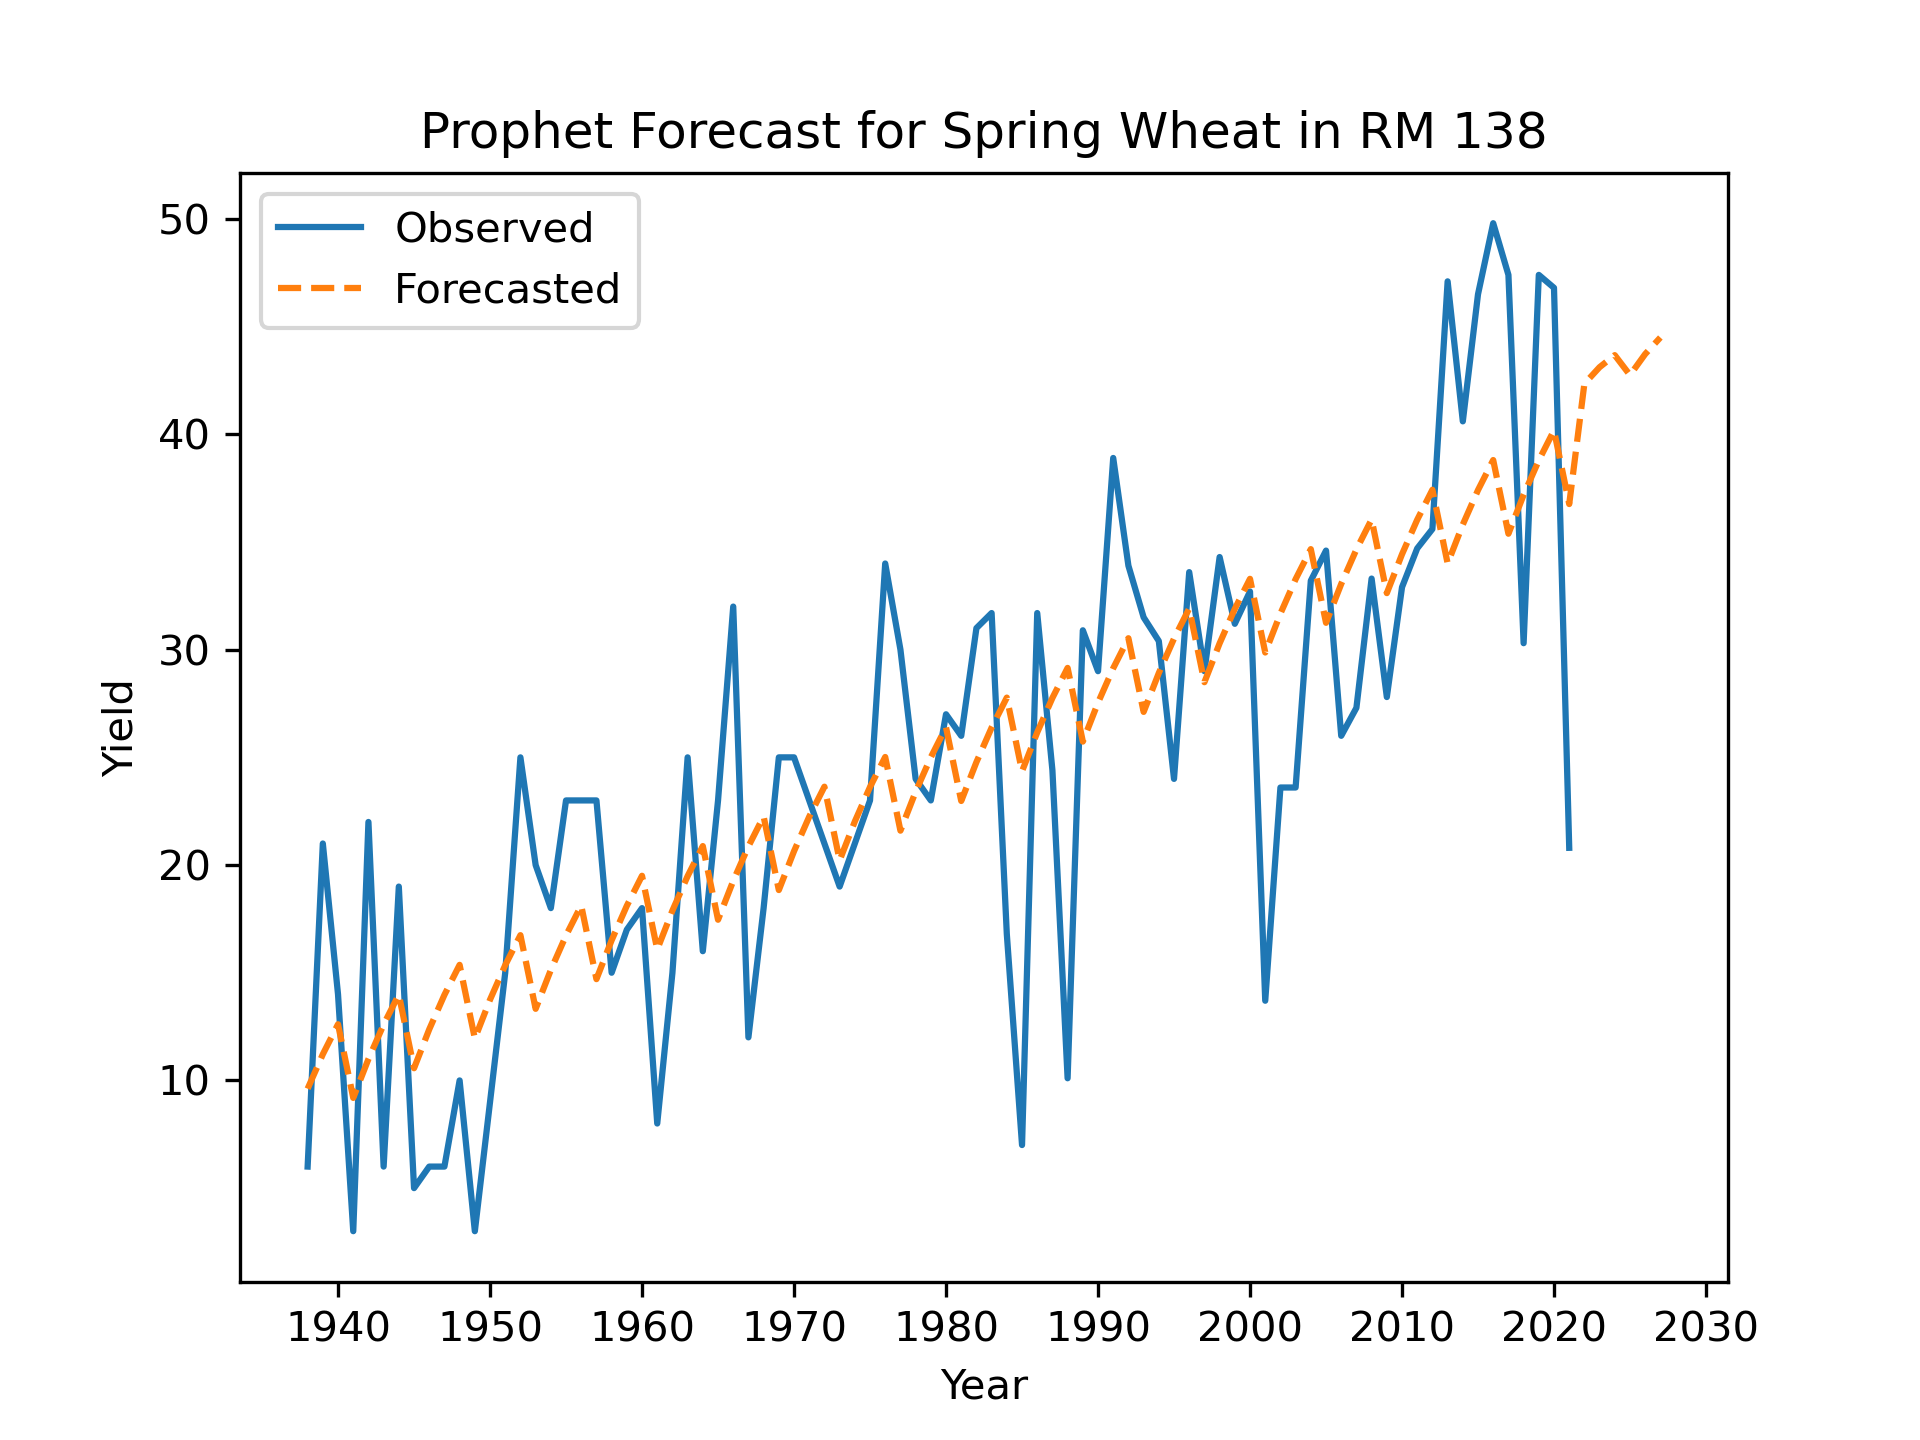 Prophet Forecast for Spring Wheat in RM 138
Observed
Forecasted
50
40
30
20
10
Yield
1940 1950 1960 1970 1980 1990 2000 2010 2020 2030
Year